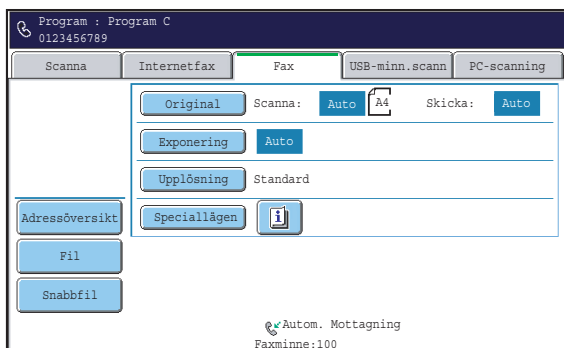 Program : Program C
0123456789
Scanna Internetfax Fax USB-minn.scann PC-scanning
Original Scanna: Auto A4 Skicka: Auto
Exponering Auto
Upplösning Standard
Adressöversikt Speciallägen
Fil
Snabbfil
Autom. Mottagning
Faxminne:100